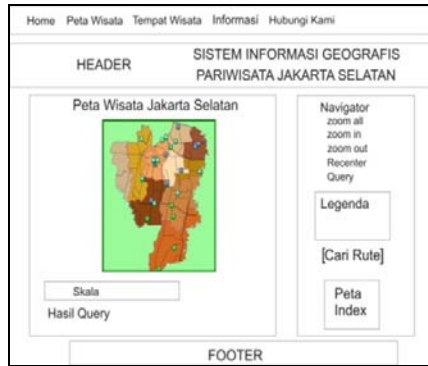 Home Peta Wisata Tempat Wisata Informasi Hubungi Kami
HEADER
SISTEM INFORMASI GEOGRAFIS
PARIWISATA JAKARTA SELATAN
Peta Wisata Jakarta Selatan
Skala
Hasil Query
Navigator
zoom all
zoom in
zoom out
Recenter
Query
Legenda
[Cari Rute]
Peta
Index
FOOTER